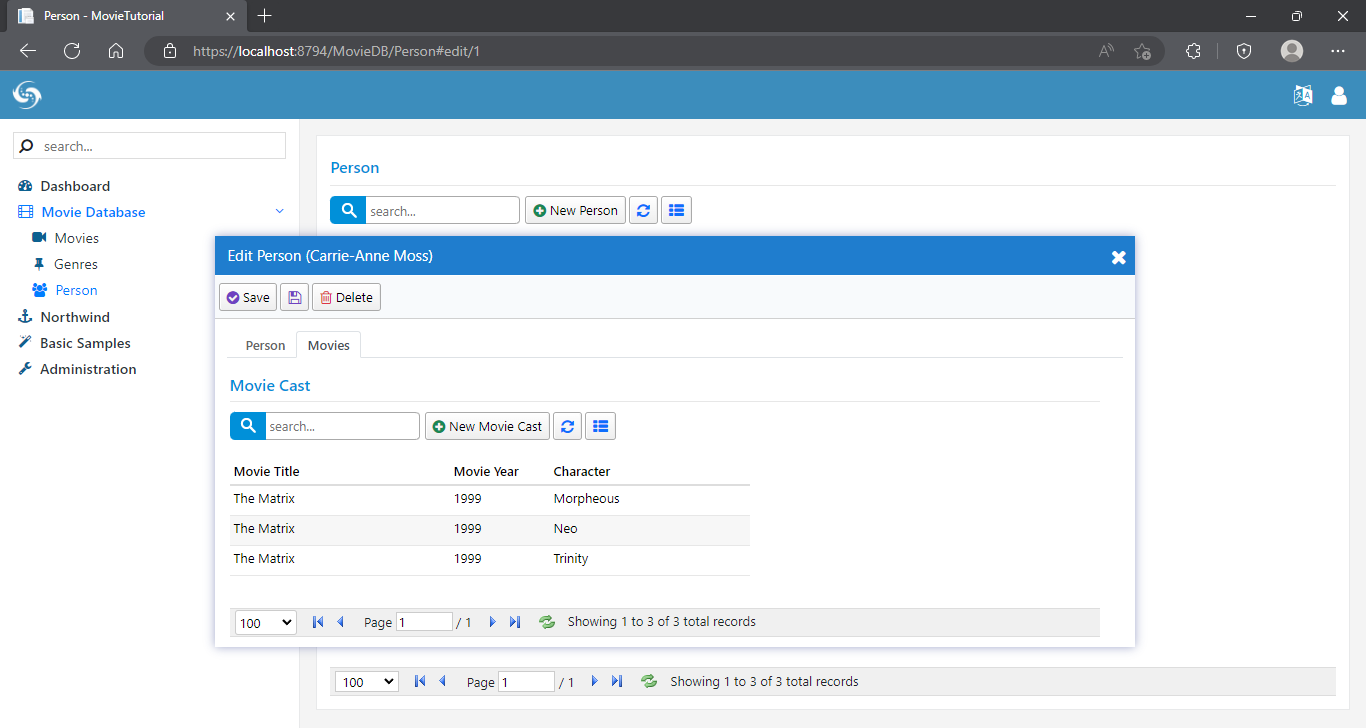 Person - MovieTutorial
https://localhost:8794/MovieDB/Person#edit/1
search...
Dashboard
Movie Database
Movies
Genres
Person
Northwind
Basic Samples
Administration
Person
search...
New Person
Edit Person (Carrie-Anne Moss)
Save
Delete
Person
Movies
Movie Cast
search...
New Movie Cast
Movie Title Movie Year Character
The Matrix 1999 Morpheous
The Matrix 1999 Neo
The Matrix 1999 Trinity
100 Page 1 / 1 Showing 1 to 3 of 3 total records
100 Page 1 / 1 Showing 1 to 3 of 3 total records